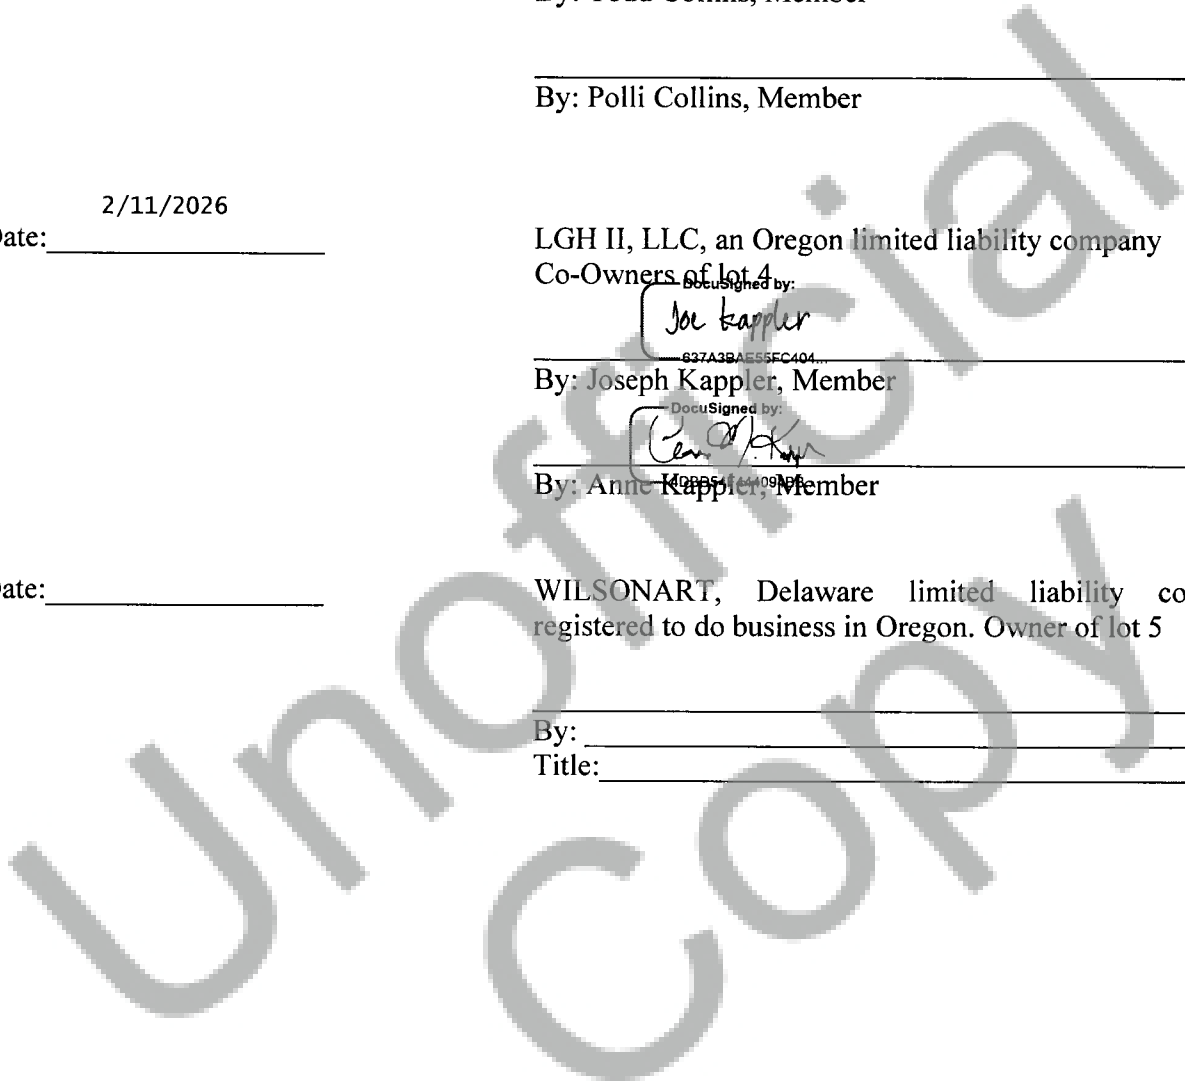 By: Polli Collins, Member
2/11/2026
Date:
LGH II, LLC, an Oregon limited liability company
Co-Owners of lot 4
DocuSigned by:
Joe Kappler
637A3BAE55FC404...
By: Joseph Kappler, Member
DocuSigned by:
By: Anne Kappler, Member
Date:
WILSONART, Delaware limited liability co
registered to do business in Oregon. Owner of lot 5
By:
Title:
Unofficial
Copy